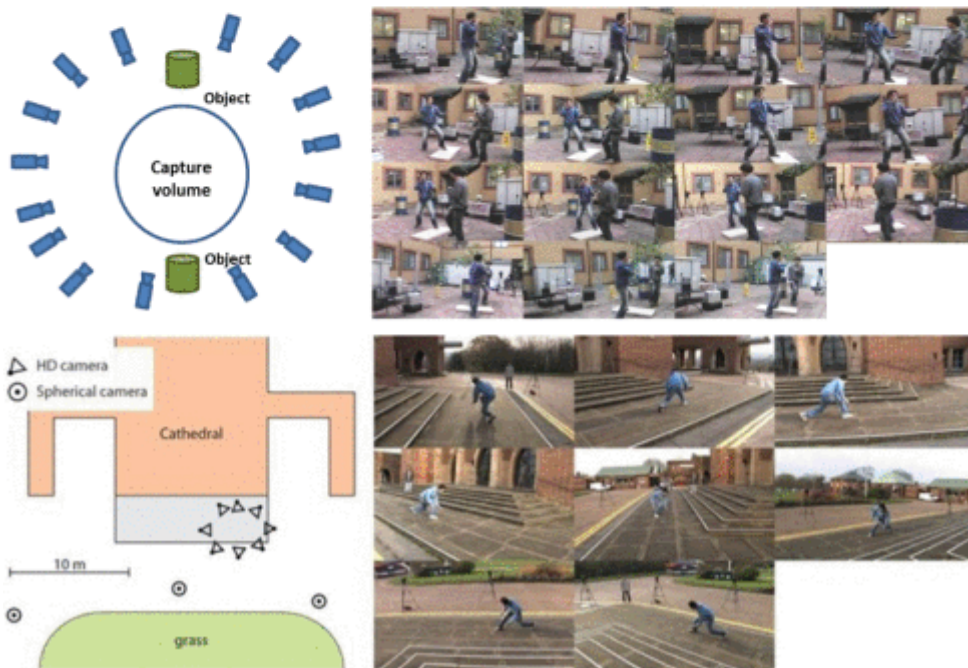 Object
Capture
volume
Object
HD camera
Spherical camera
Cathedral
10 m
grass